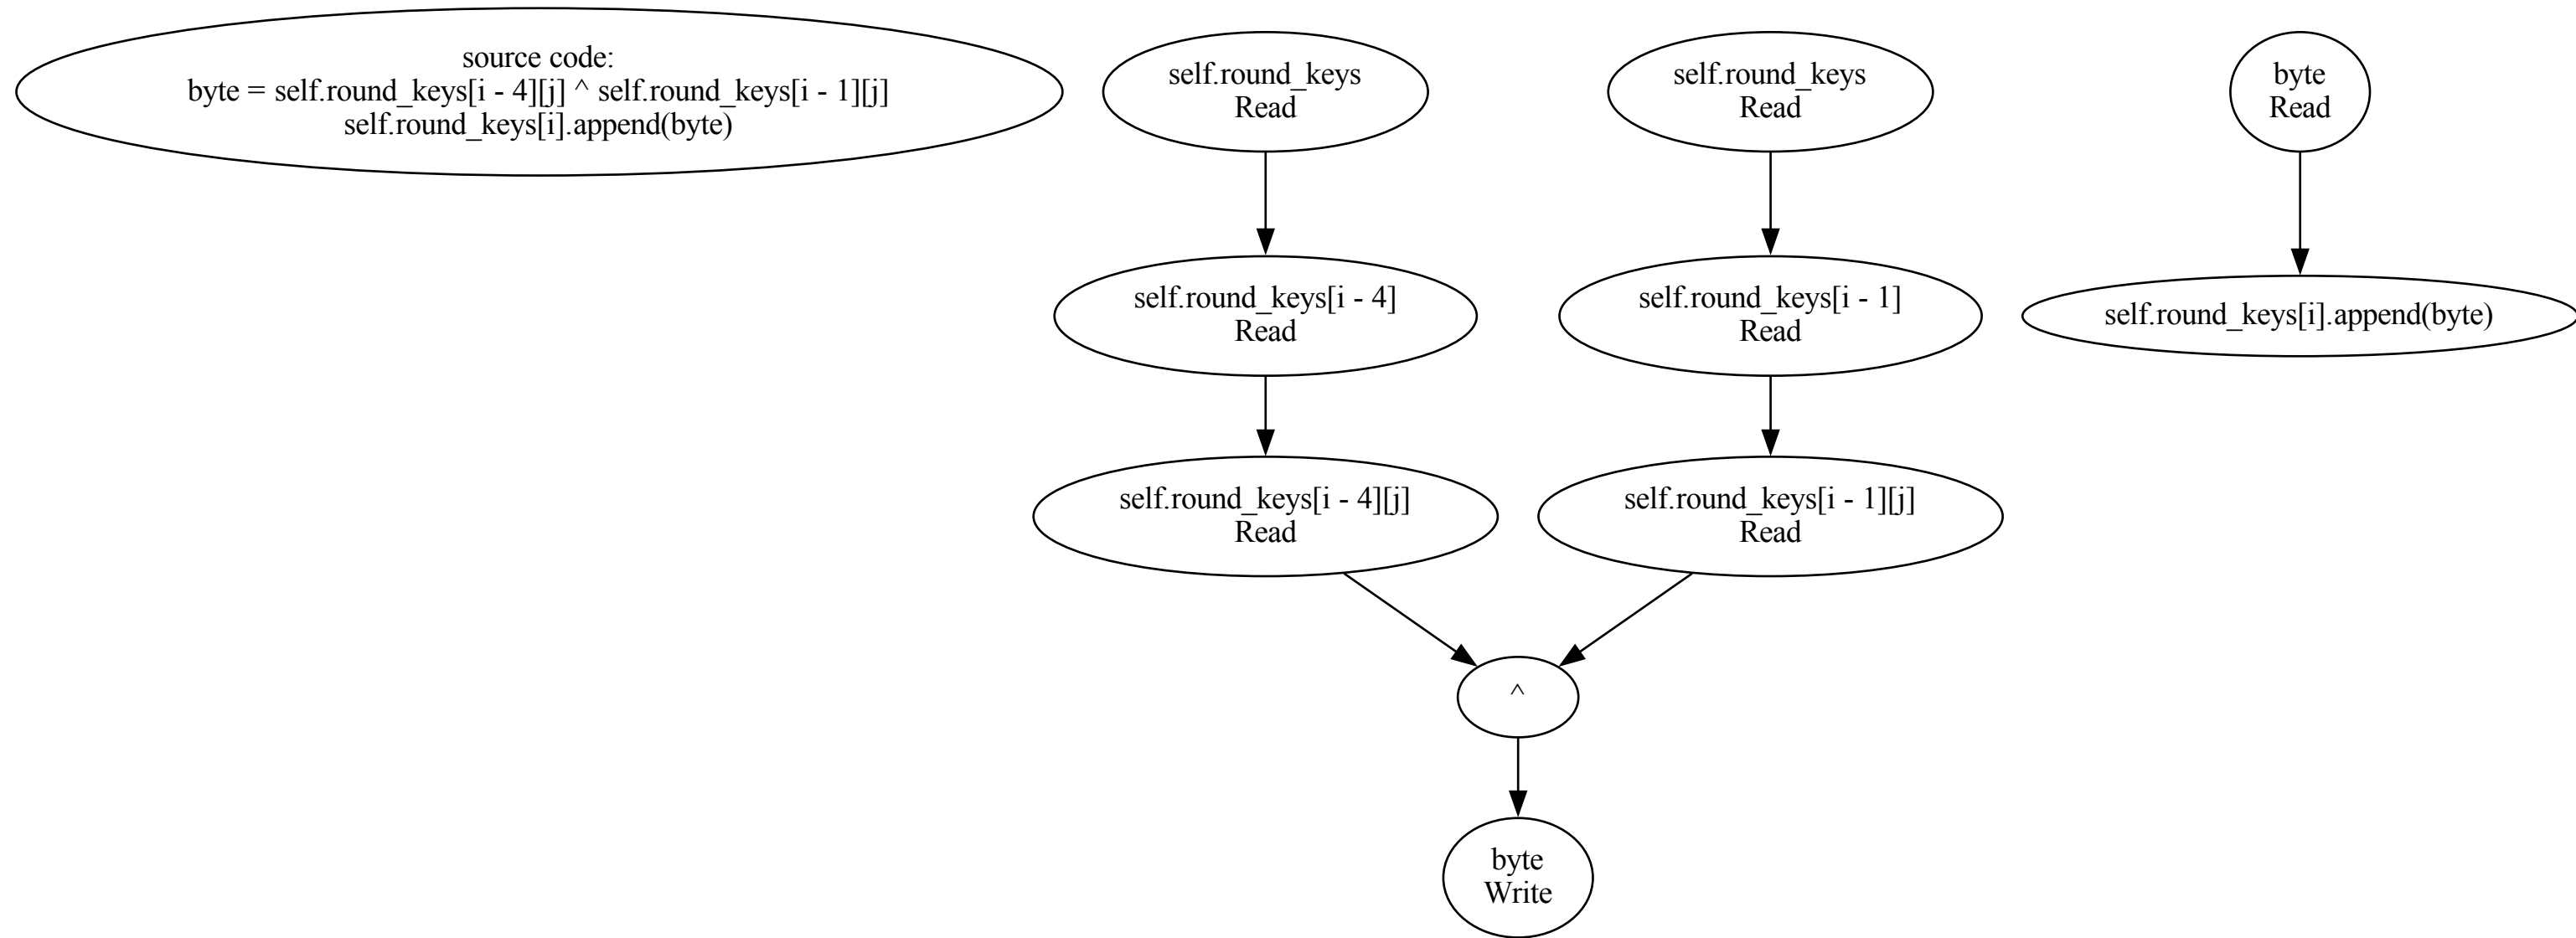 source code:
byte = self.round_keys[i - 4][j] ^ self.round_keys[i - 1][j]
self.round_keys[i].append(byte)
self.round_keys
Read
self.round_keys
Read
byte
Read
self.round_keys[i - 4]
Read
self.round_keys[i - 1]
Read
self.round_keys[i].append(byte)
self.round_keys[i - 4][j]
Read
self.round_keys[i - 1][j]
Read
^
byte
Write